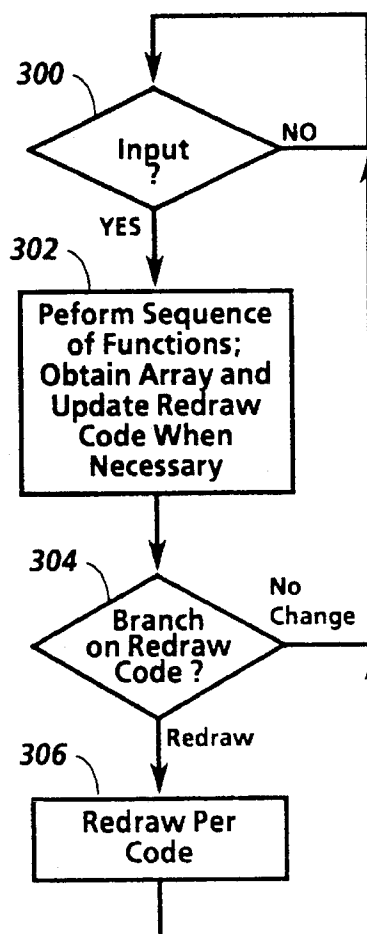 300
Input
?
NO
YES
302
Peform Sequence
of Functions;
Obtain Array and
Update Redraw
Code When
Necessary
304
Branch
on Redraw
Code ?
No
Change
Redraw
306
Redraw Per
Code